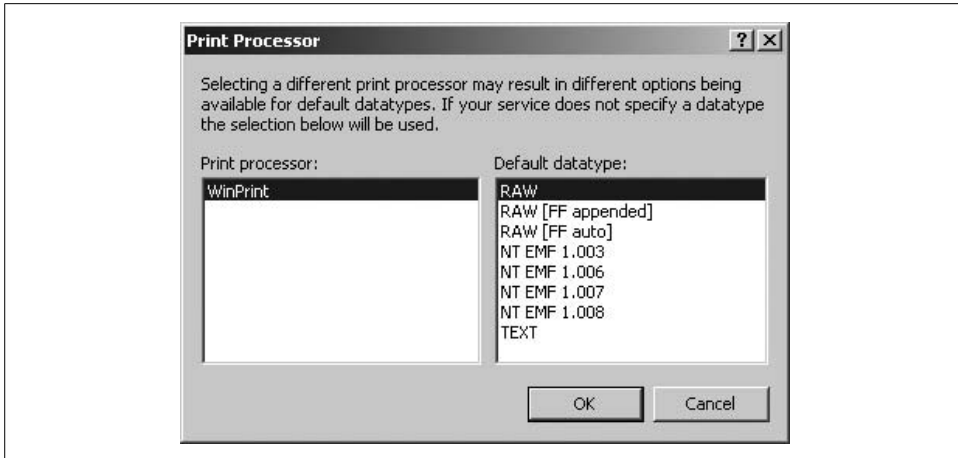 Print Processor
Selecting a different print processor may result in different options being
available for default datatypes. If your service does not specify a datatype
the selection below will be used.
Print processor:
WinPrint
Default datatype:
RAW
RAW [FF appended]
RAW [FF auto]
NT EMF 1.003
NT EMF 1.006
NT EMF 1.007
NT EMF 1.008
TEXT
OK
Cancel